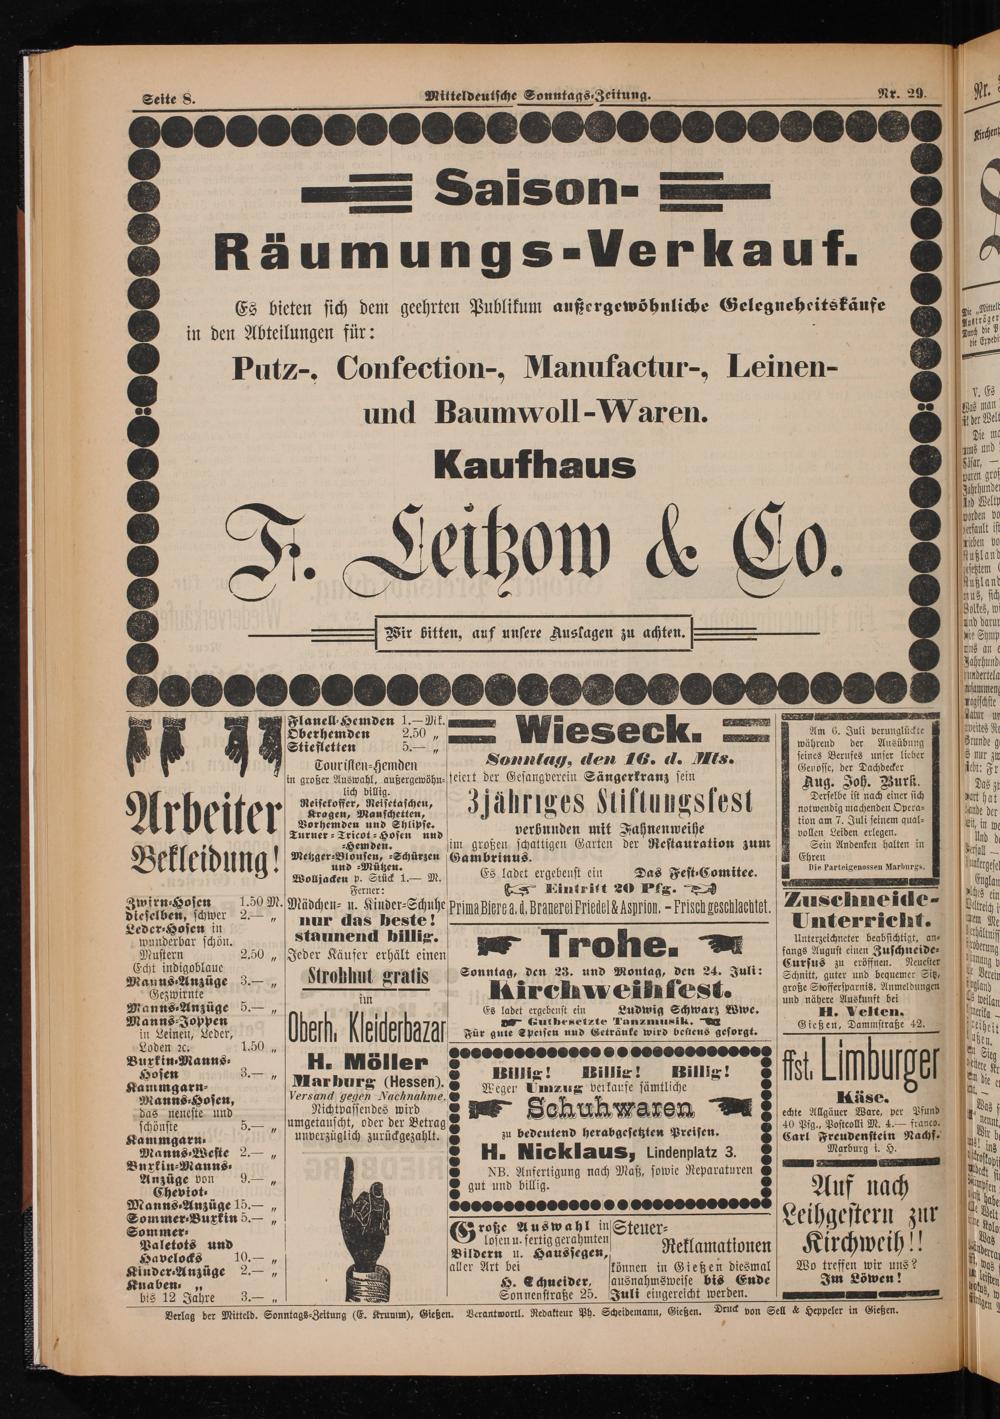 Seite 8.
Mitteldeutsche Sonntags-Zeitung.
Nr. 29.
Saison-
Räumungs-Verkauf.
Es bieten sich dem geehrten Publikum außergewöhnliche Gelegneheitskäufe
in den Abteilungen für:
Putz-, Confection-, Manufactur-, Leinen-
und Baumwoll-Waren.
Kaufhaus
F. Leitzow & Co.
Wir bitten, auf unsere Auslagen zu achten.
Arbeiter
Bekleidung!
Zwirn-Hosen 1.50 M.
dieselben, schwer 2.— „
Leder-Hosen in
wunderbar schön.
Mustern 2,50 „
Echt indigoblaue
Manns-Anzüge 3.— „
Gezwirnte
Manns-Anzüge 5.— „
Manns-Joppen
in Leinen, Leder,
Loden ꝛc. 1.50 „
Burkin-Manns-
Hosen 3.— „
Kammgarn-
Manns-Hosen,
das neueste und
schönste 5.— „
Kammgarn-
Manns-Weste 2.— „
Burkin-Manns-
Anzüge von 9.— „
Cheviot-
Manns-Anzüge 15.— „
Sommer-Burkin 5.— „
Sommer-
Paletots und
Havelocks 10.— „
Kinder-Anzüge 2.— „
Knaben- „
bis 12 Jahre 3.— „
Flanell-Hemden 1.— Mk.
Oberhemden 2,50 „
Stiefletten 5.— „
Touristen-Hemden
in großer Auswahl, außergewöhn-
lich billig.
Reisekoffer, Reisetaschen,
Kragen, Manschetten,
Vorhemden und Shlipse.
Turner-Tricot-Hosen und
-Hemden.
Metzger-Blousen, -Schürzen
und -Mützen.
Wolljacken p. Stück 1.— M.
Ferner:
Mädchen- u. Kinder-Schuhe
nur das beste!
staunend billig.
Jeder Käufer erhält einen
Strohhut gratis
im
Oberh. Kleiderbazar
H. Möller
Marburg (Hessen).
Versand gegen Nachnahme.
Nichtpassendes wird
umgetauscht, oder der Betrag
unverzüglich zurückgezahlt.
Wieseck.
Sonntag, den 16. d. Mts.
feiert der Gesangverein Sängerkranz sein
3jähriges Stiftungsfest
verbunden mit Fahnenweihe
im großen schattigen Garten der Restauration zum
Gambrinus.
Es ladet ergebenst ein Das Fest-Comitee.
Eintritt 20 Pfg.
Prima Biere a. d. Brauerei Friedel & Asprion. – Frisch geschlachtet.
Trohe.
Sonntag, den 23. und Montag, den 24. Juli:
Kirchweihfest.
Es ladet ergebenst ein Ludwig Schwarz Wwe.
Gutbesetzte Tanzmusik.
Für gute Speisen und Getränke wird bestens gesorgt.
Billig! Billig! Billig!
Weger Umzug verkaufe sämtliche
Schuhwaren
zu bedeutend herabgesetzten Preisen.
H. Nicklaus, Lindenplatz 3.
NB. Anfertigung nach Maß, sowie Reparaturen
gut und billig.
Große Auswahl in
losen u. fertig gerahmten
Bildern u. Haussegen,
aller Art bei
H. Schneider,
Sonnenstraße 25.
Steuer-
Reklamationen
können in Gießen diesmal
ausnahmsweise bis Ende
Juli eingereicht werden.
Am 6. Juli verunglückte
während der Ausübung
seines Berufes unser lieber
Genosse, der Dachdecker
Aug. Joh. Burk.
Derselbe ist nach einer sich
notwendig machenden Opera-
tion am 7. Juli seinem qual-
vollen Leiden erlegen.
Sein Andenken halten in
Ehren
Die Parteigenossen Marburgs.
Zuschneide-
Unterricht.
Unterzeichneter beabsichtigt, an-
fangs August einen Zuschneide-
Cursus zu eröffnen. Neuester
Schnitt, guter und bequemer Sitz,
große Stoffersparnis. Anmeldungen
und nähere Auskunft bei
H. Velten.
Gießen, Dammstraße 42.
ffst. Limburger
Käse.
echte Allgäuer Ware, per Pfund
40 Pfg., Postcolli M. 4.— franco.
Carl Freudenstein Nachf.
Marburg i. H.
Auf nach
Leihgestern zur
Kirchweih!!
Wo treffen wir uns?
Im Löwen!
Verlag der Mitteld. Sonntags-Zeitung (E. Krumm), Gießen. Verantwortl. Redakteur Ph. Scheidemann, Gießen. Druck von Sell & Heppeler in Gießen.